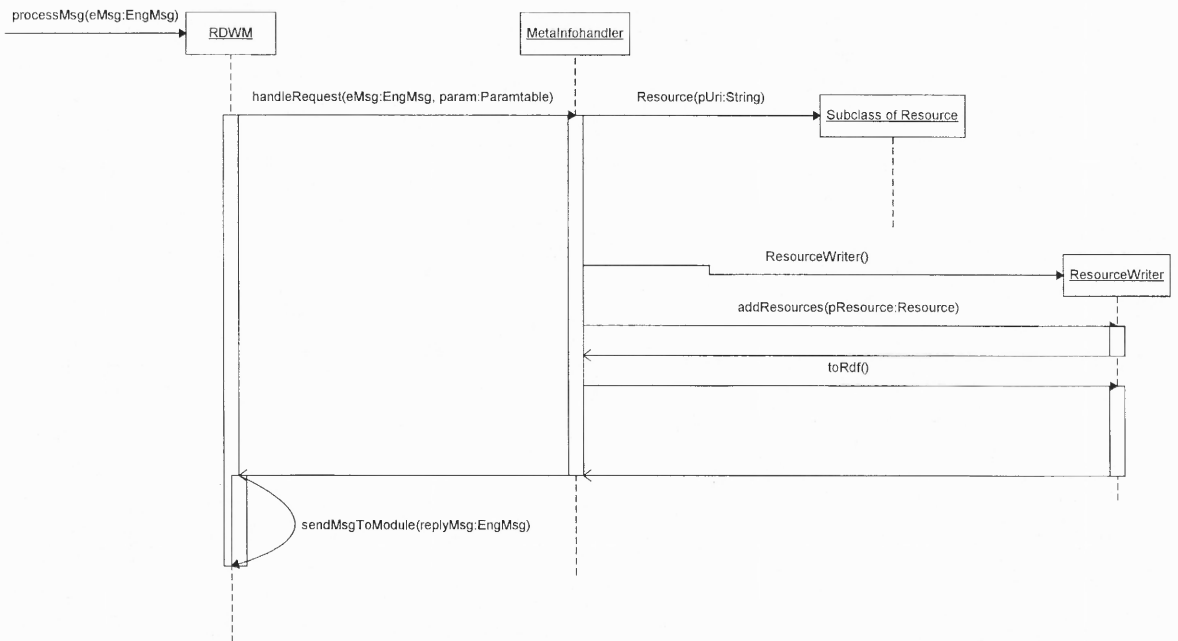 processMsg(eMsg:EngMsg)
RDWM
MetaInfohandler
handleRequest(eMsg:EngMsg, param:Paramtable)
Resource(pUri:String)
Subclass of Resource
ResourceWriter()
ResourceWriter
addResources(pResource:Resource)
toRdf()
sendMsgToModule(replyMsg:EngMsg)